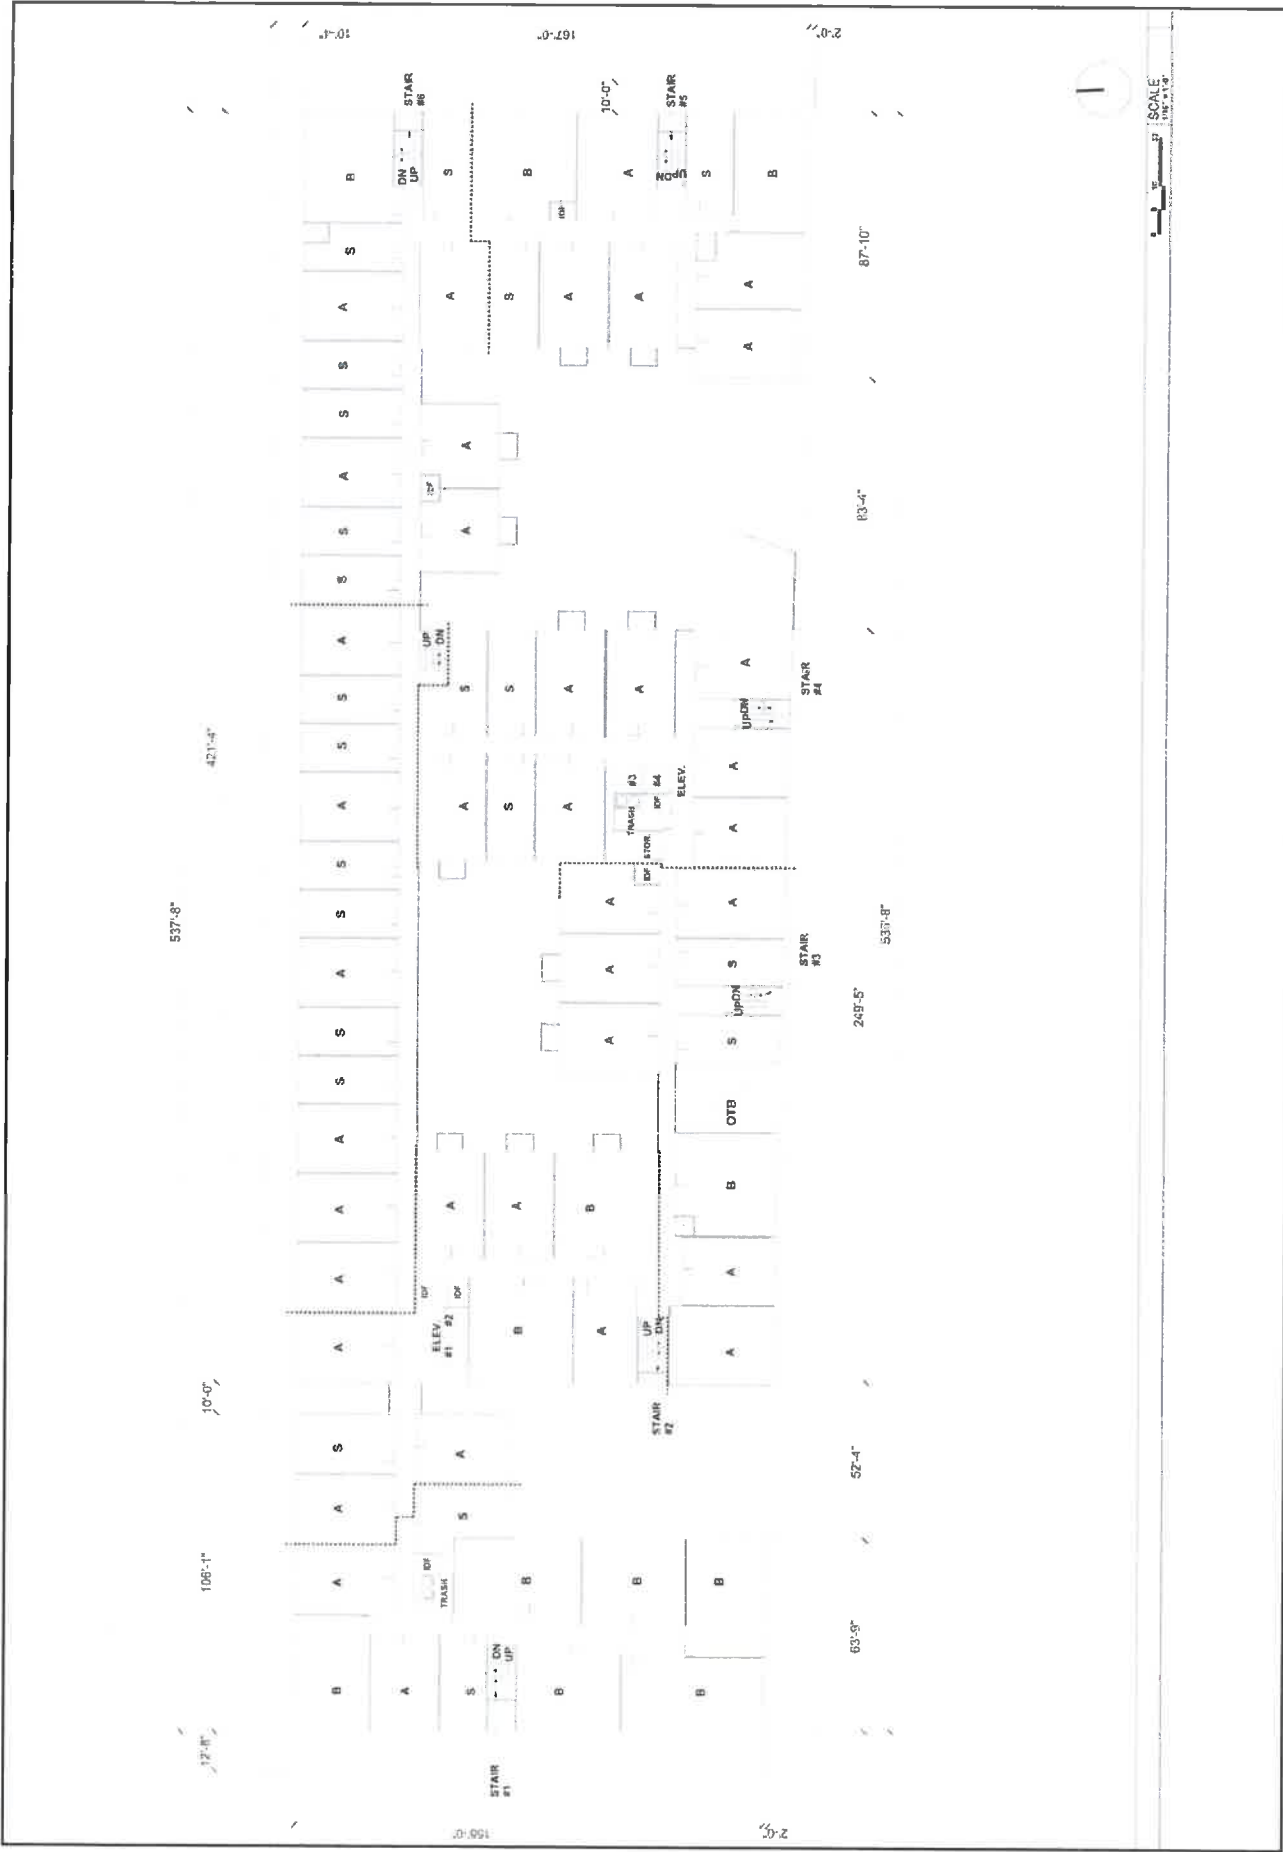 10'-4"
167'-0"
2'-0"
STAIR
#6
10'-0"
STAIR
#5
SCALE
1/16" = 1'-0"
B
DN
UP
S
B
A
UP
DN
S
B
IDF
S
87'-10"
A
A
S
A
A
A
S
A
S
A
A
IDF
83'-4"
S
A
S
A
UP
DN
A
S
S
S
A
A
STAIR
#4
UP
DN
421'-4"
S
A
A
A
S
A
TRASH
#3
IDF
#4
ELEV.
A
S
IDF
STOR.
537'-8"
S
A
A
A
A
S
STAIR
#3
UP
DN
249'-5"
S
A
S
S
OTB
A
A
A
A
B
B
A
IDF
IDF
A
ELEV.
#1
#2
A
B
A
UP
DN
A
10'-0"
STAIR
#2
S
A
52'-4"
A
S
106'-1"
A
IDF
TRASH
B
B
B
63'-9"
B
A
S
DN
UP
B
B
12'-8"
STAIR
#1
2'-0"